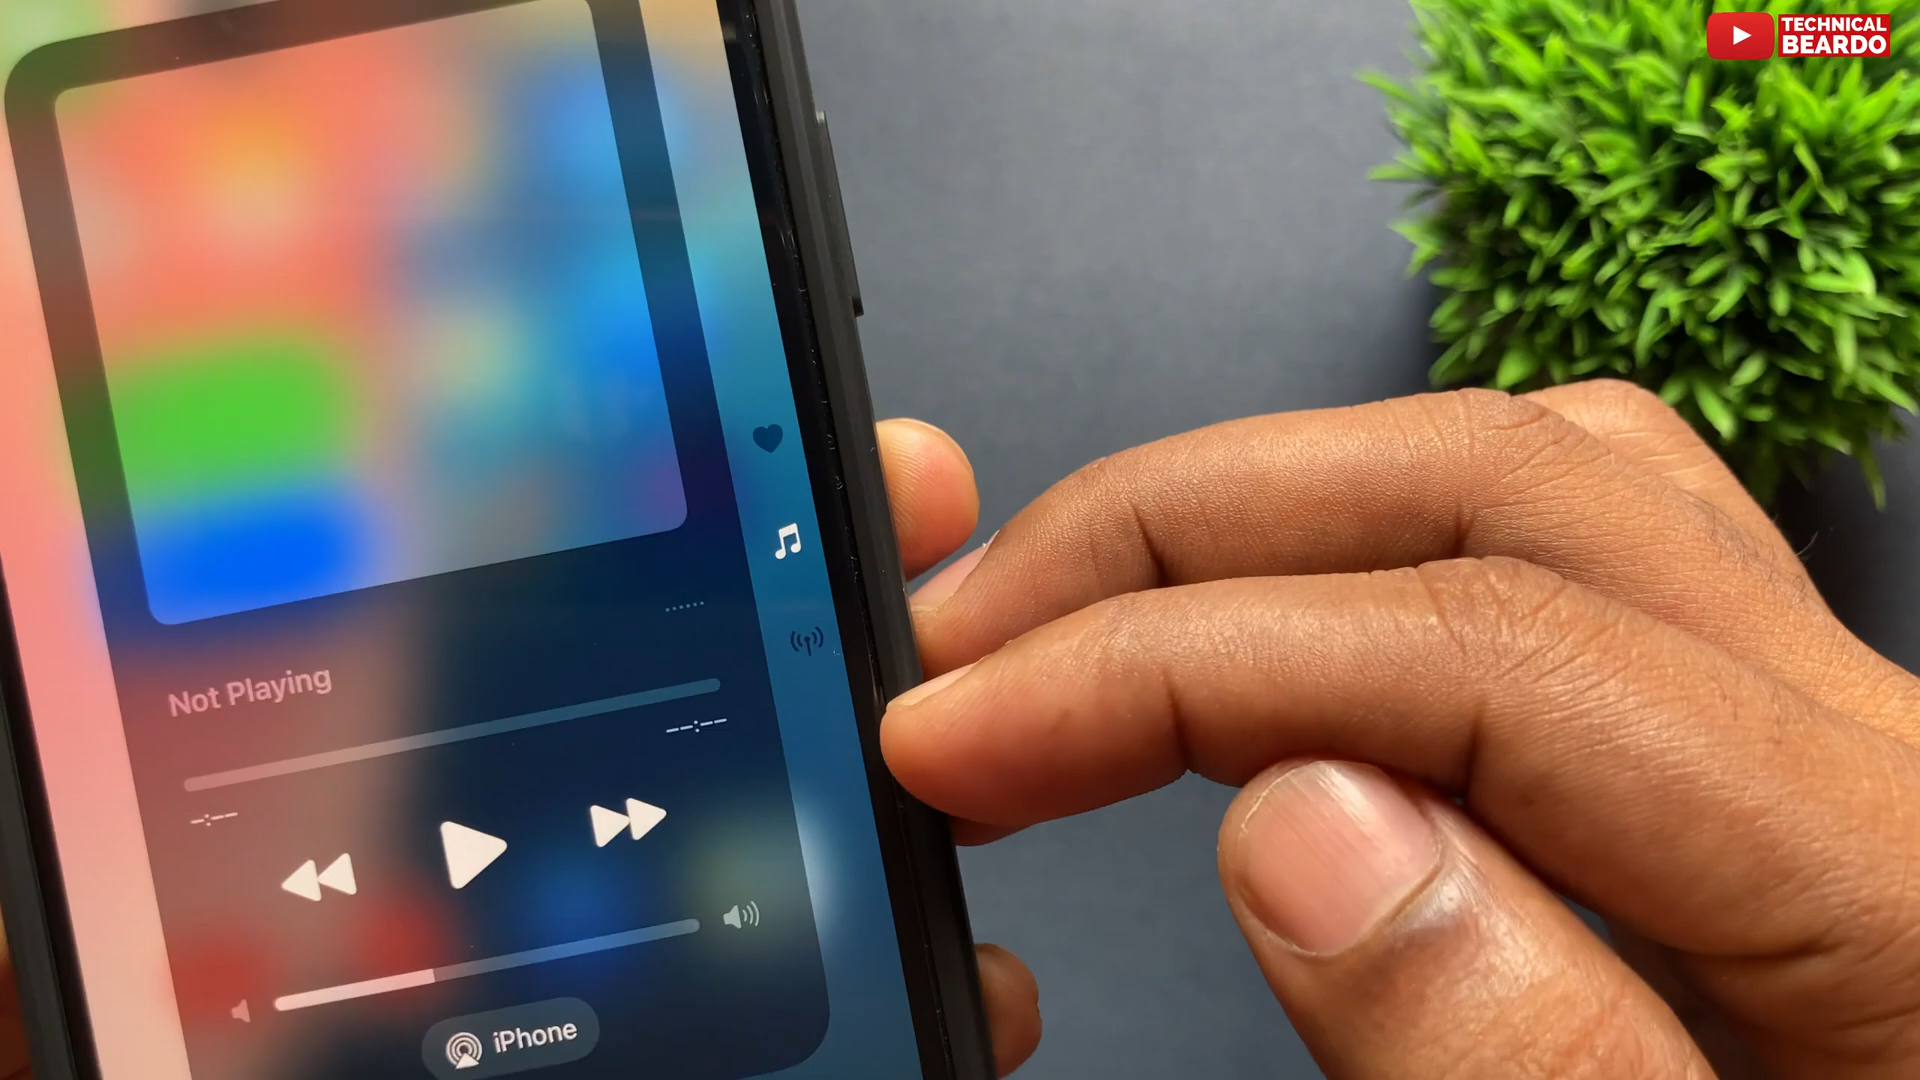 TECHNICAL
BEARDO
Not Playing
--:--
--:--
iPhone